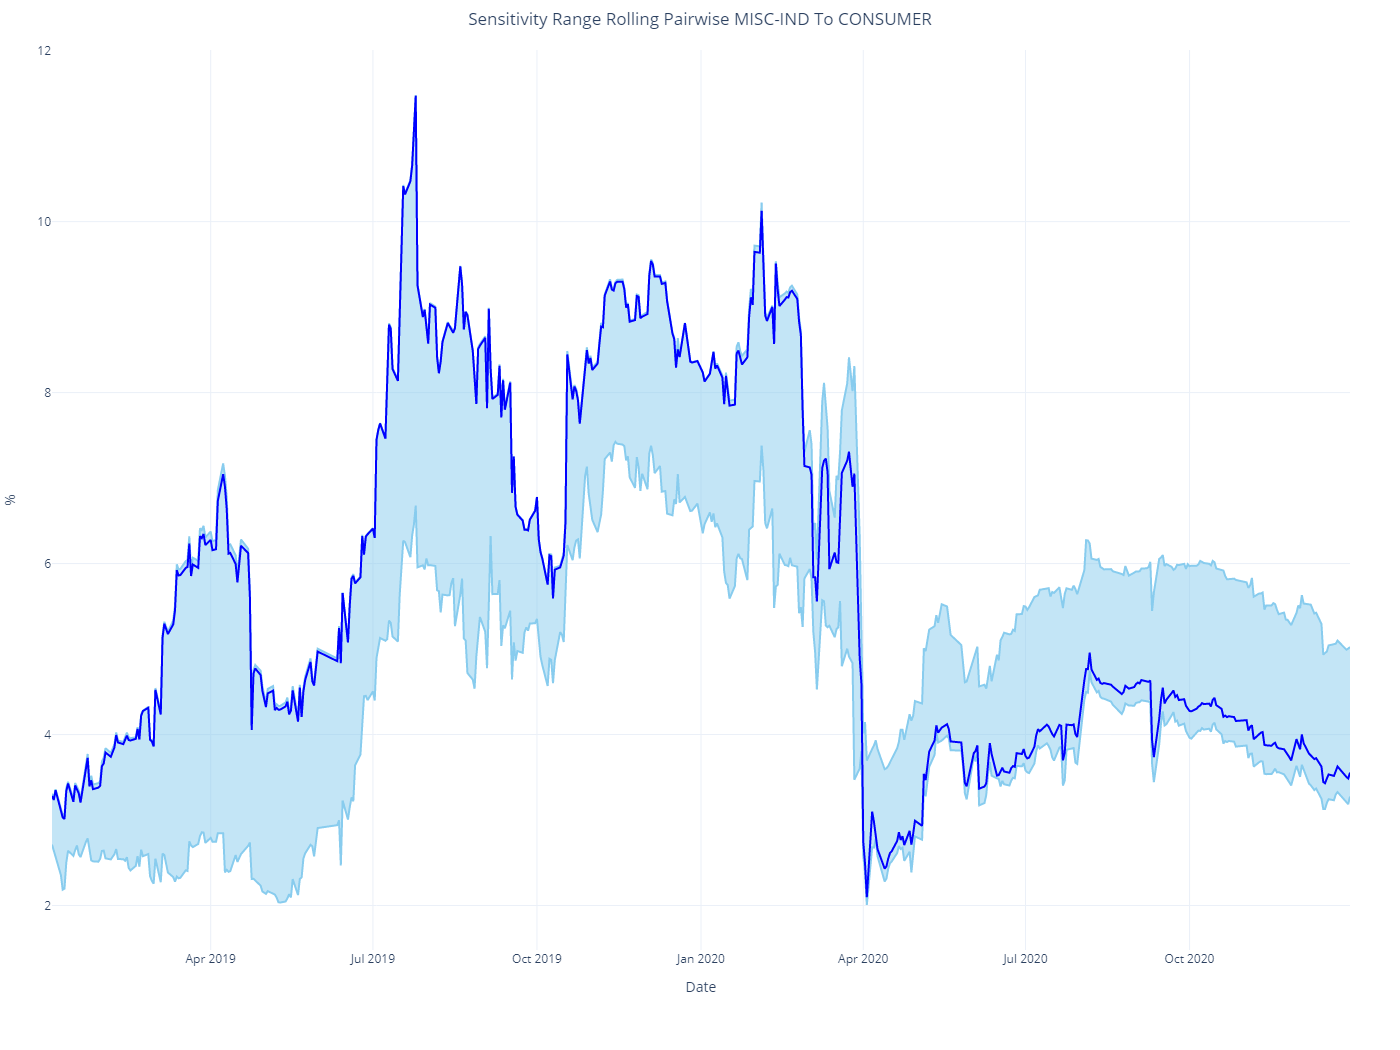 Sensitivity Range Rolling Pairwise MISC-IND To CONSUMER
12
10
8
6
4
2
%
Apr 2019
Jul 2019
Oct 2019
Jan 2020
Apr 2020
Jul 2020
Oct 2020
Date